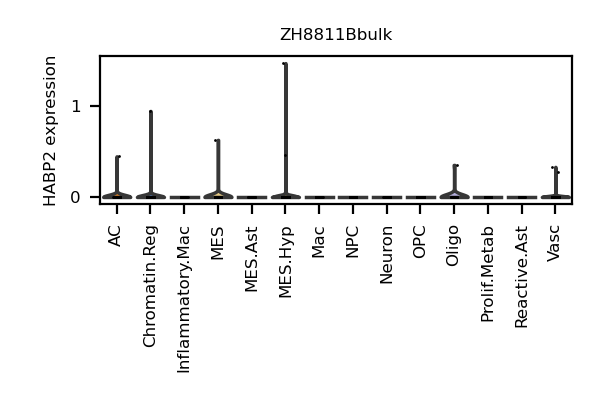 ZH8811Bbulk
HABP2 expression
1
0
AC
Chromatin.Reg
Inflammatory.Mac
MES
MES.Ast
MES.Hyp
Mac
NPC
Neuron
OPC
Oligo
Prolif.Metab
Reactive.Ast
Vasc